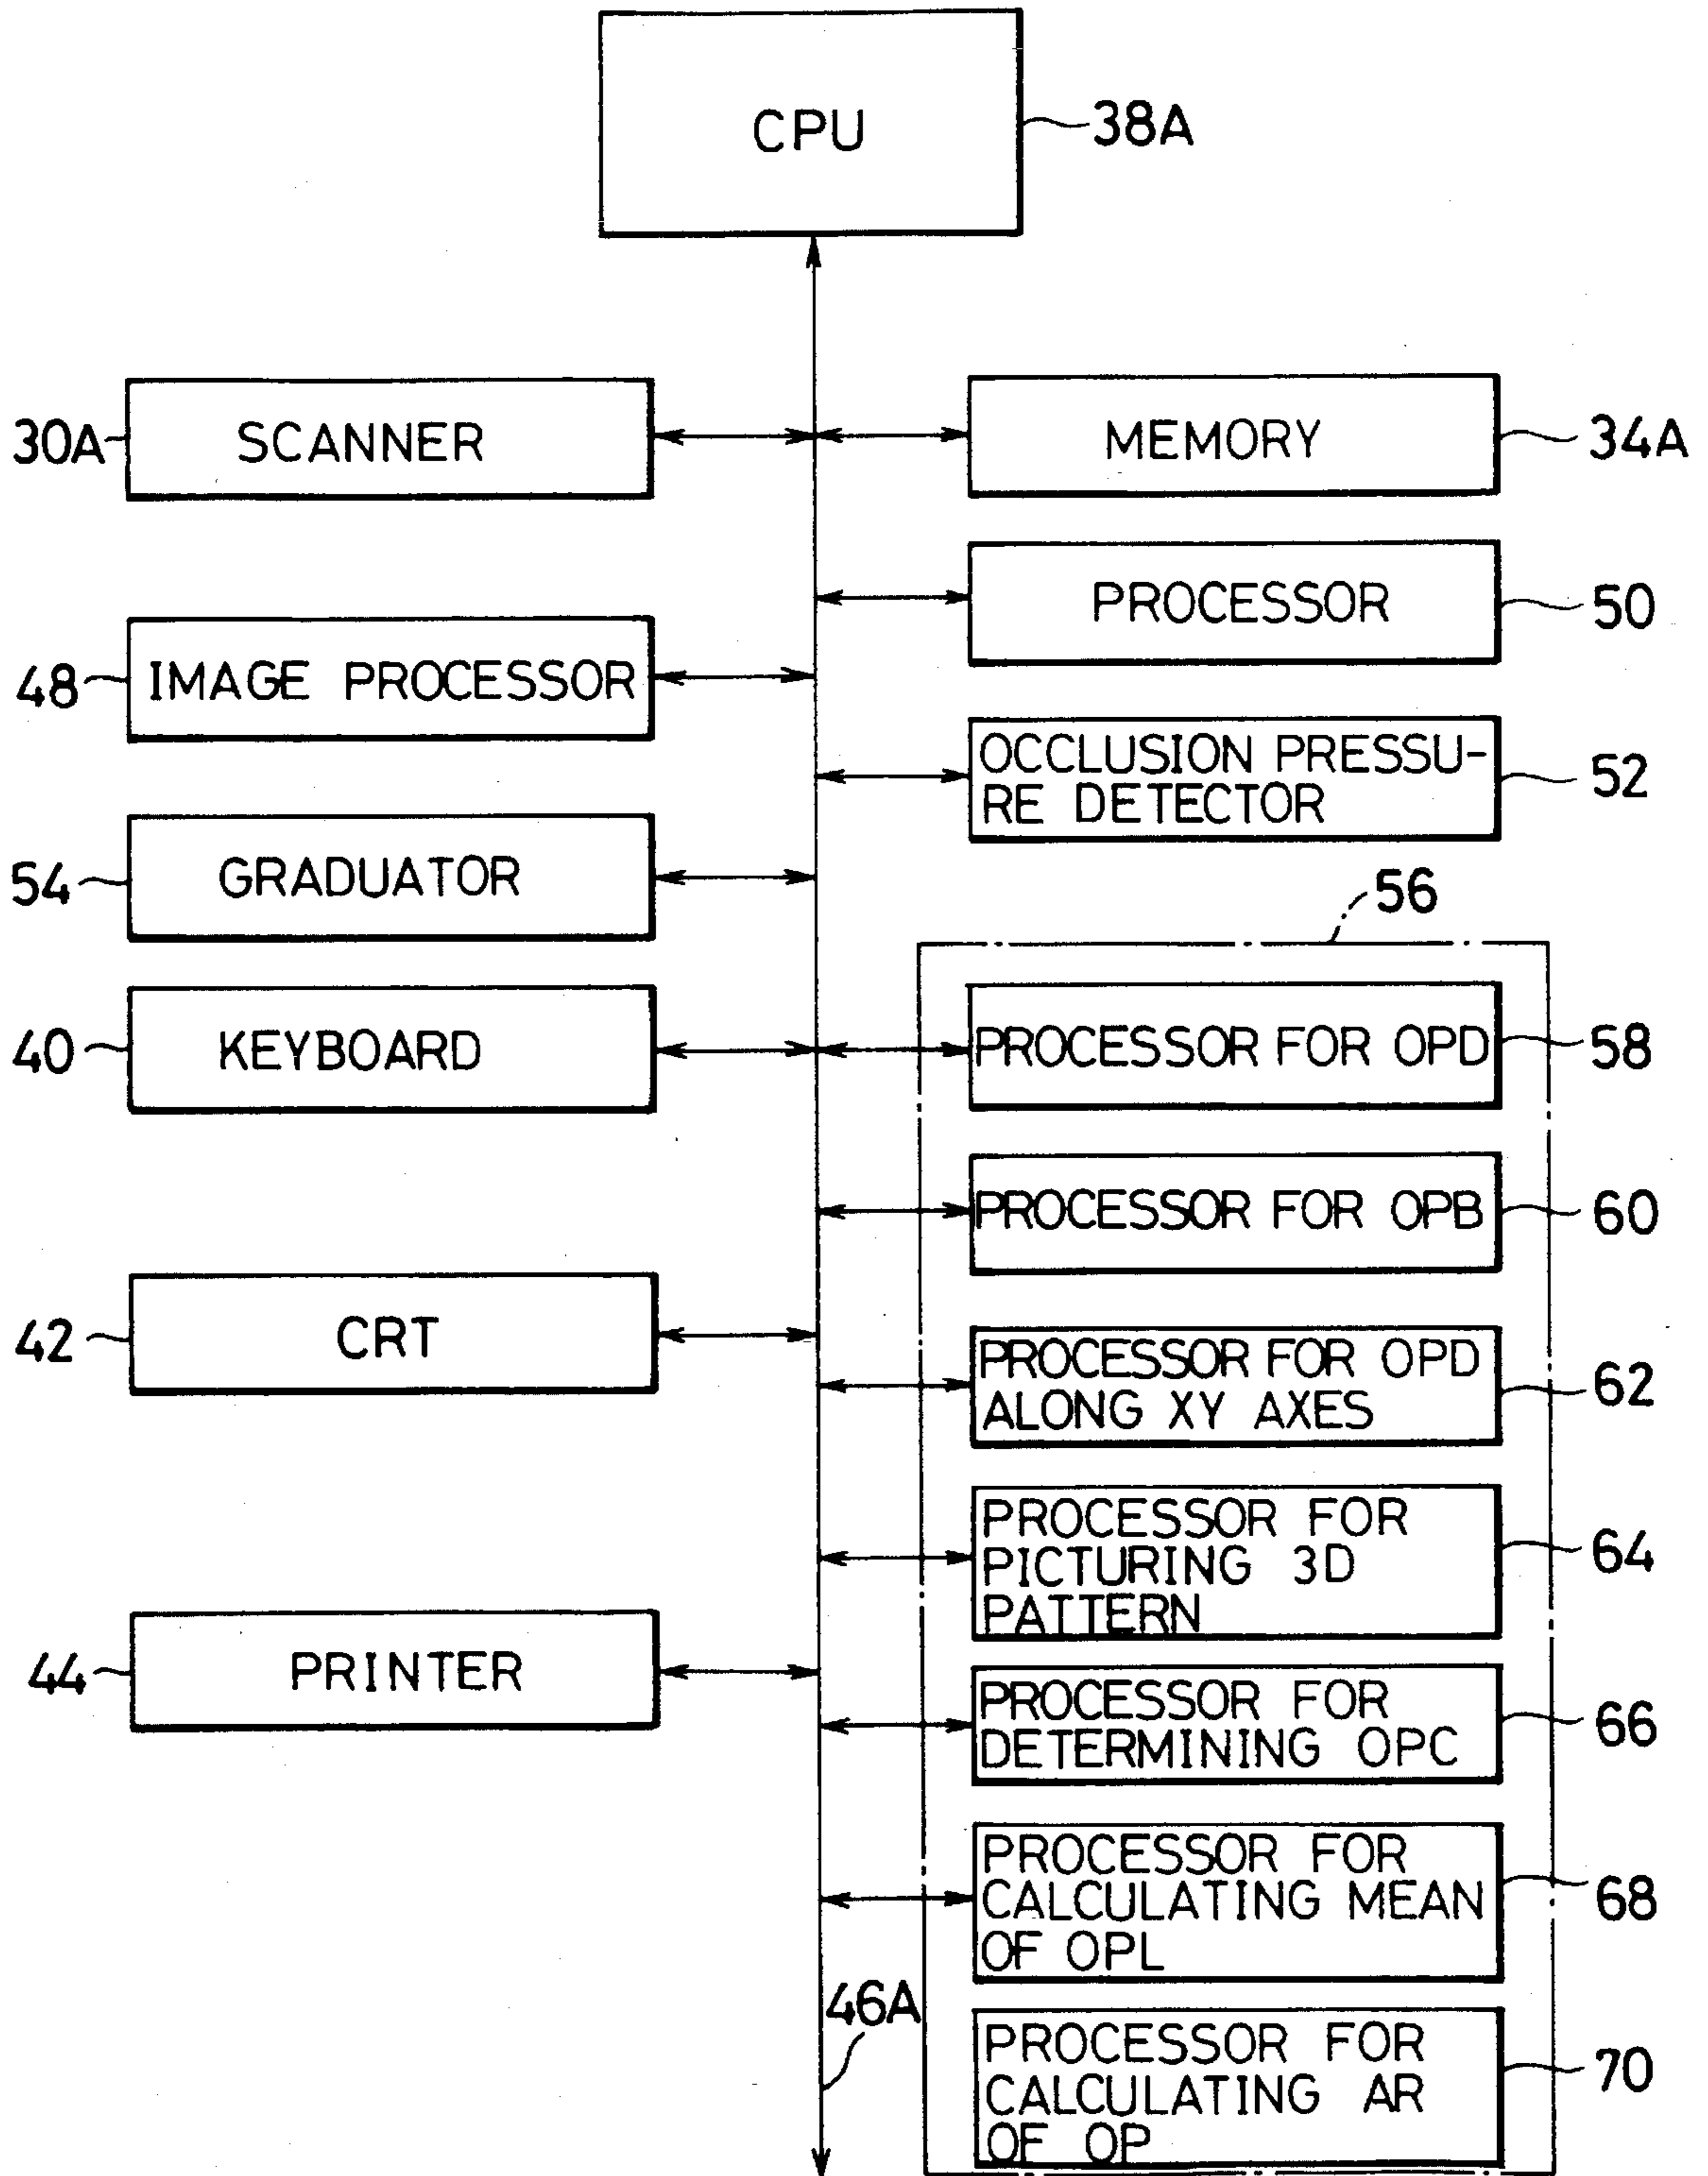 CPU
38A
30A
SCANNER
MEMORY
34A
PROCESSOR
50
48
IMAGE PROCESSOR
OCCLUSION PRESSU-
RE DETECTOR
52
54
GRADUATOR
56
40
KEYBOARD
PROCESSOR FOR OPD
58
PROCESSOR FOR OPB
60
42
CRT
PROCESSOR FOR OPD
ALONG XY AXES
62
PROCESSOR FOR
PICTURING 3D
PATTERN
64
44
PRINTER
PROCESSOR FOR
DETERMINING OPC
66
PROCESSOR FOR
CALCULATING MEAN
OF OPL
68
46A
PROCESSOR FOR
CALCULATING AR
OF OP
70